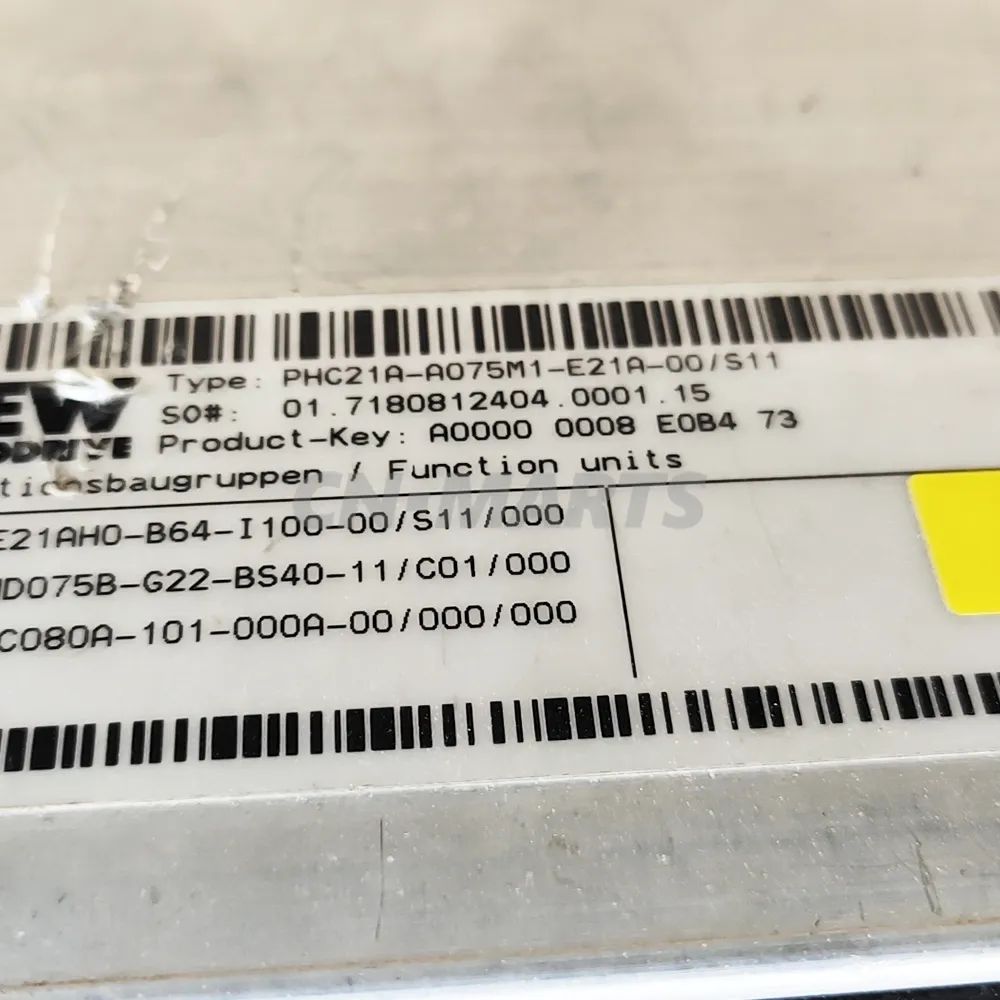 EW
Type: PHC21A-A075M1-E21A-00/S11
SO#: 01.7180812404.0001.15
ODRIVE
Product-Key: A0000 0008 E0B4 73
tionsbaugruppen / Function units
CN-MARTS
E21AH0-B64-I100-00/S11/000
D075B-G22-BS40-11/C01/000
C080A-101-000A-00/000/000